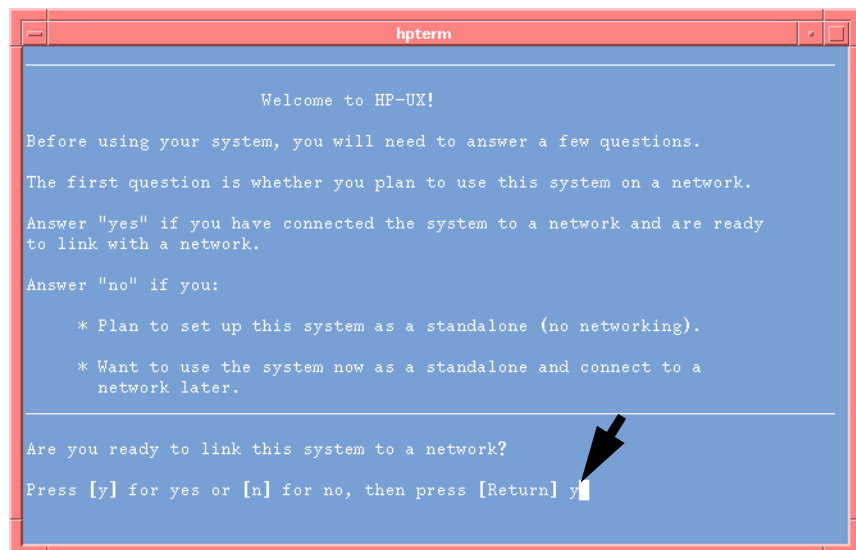 hpterm
Welcome to HP-UX!
Before using your system, you will need to answer a few questions.
The first question is whether you plan to use this system on a network.
Answer "yes" if you have connected the system to a network and are ready
to link with a network.
Answer "no" if you:
* Plan to set up this system as a standalone (no networking).
* Want to use the system now as a standalone and connect to a
network later.
Are you ready to link this system to a network?
Press [y] for yes or [n] for no, then press [Return] y